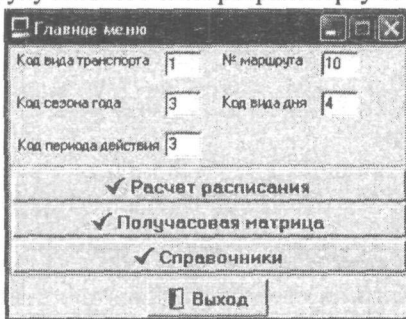 Главное меню
Код вида транспорта 1 № маршрута 10
Код сезона года 3 Код вида дня 4
Код периода действия 3
Расчет расписания
Получасовая матрица
Справочники
Выход